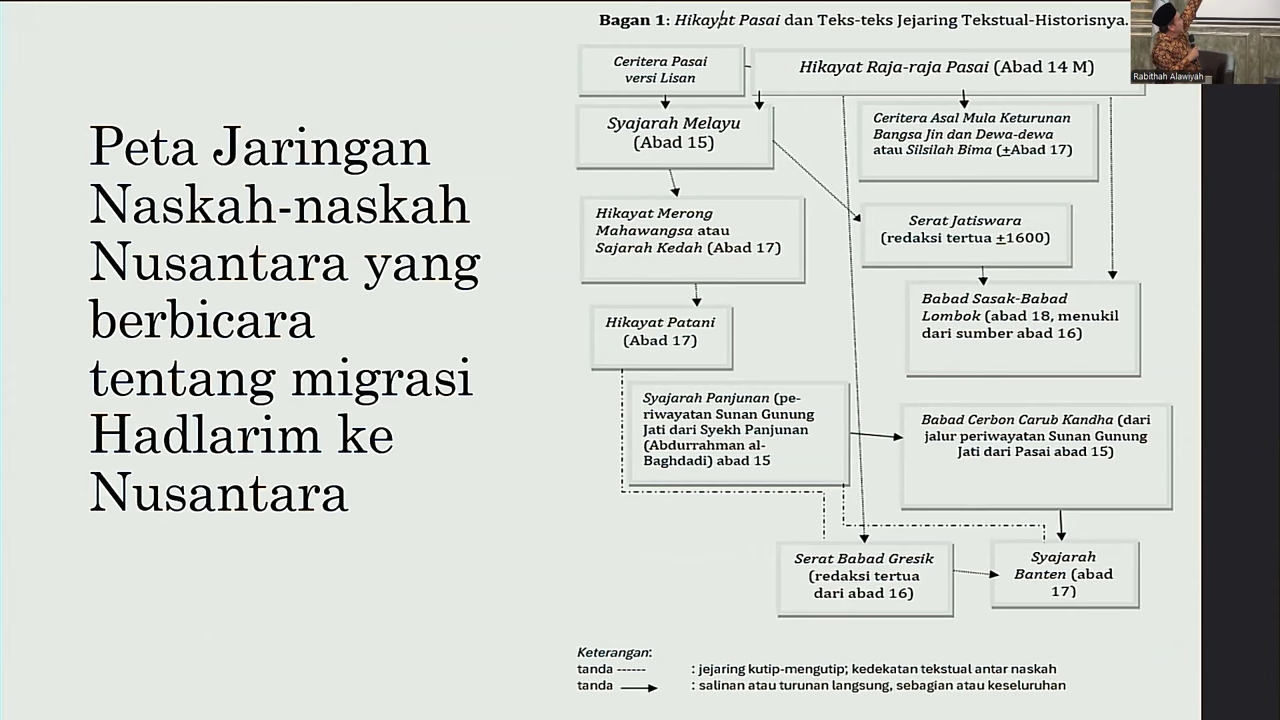 Peta Jaringan
Naskah-naskah
Nusantara yang
berbicara
tentang migrasi
Hadlarim ke
Nusantara
Bagan 1: Hikayat Pasai dan Teks-teks Jejaring Tekstual-Historisnya.
Ceritera Pasai
versi Lisan
Hikayat Raja-raja Pasai (Abad 14 M)
Syajarah Melayu
(Abad 15)
Ceritera Asal Mula Keturunan
Bangsa Jin dan Dewa-dewa
atau Silsilah Bima (±Abad 17)
Hikayat Merong
Mahawangsa atau
Sajarah Kedah (Abad 17)
Serat Jatiswara
(redaksi tertua ±1600)
Babad Sasak-Babad
Lombok (abad 18, menukil
dari sumber abad 16)
Hikayat Patani
(Abad 17)
Syajarah Panjunan (pe-
riwayatan Sunan Gunung
Jati dari Syekh Panjunan
(Abdurrahman al-
Baghdadi) abad 15
Babad Cerbon Carub Kandha (dari
jalur periwayatan Sunan Gunung
Jati dari Pasai abad 15)
Serat Babad Gresik
(redaksi tertua
dari abad 16)
Syajarah
Banten (abad
17)
Keterangan:
tanda ------ : jejaring kutip-mengutip; kedekatan tekstual antar naskah
tanda : salinan atau turunan langsung, sebagian atau keseluruhan
Rabithah Alawiyah